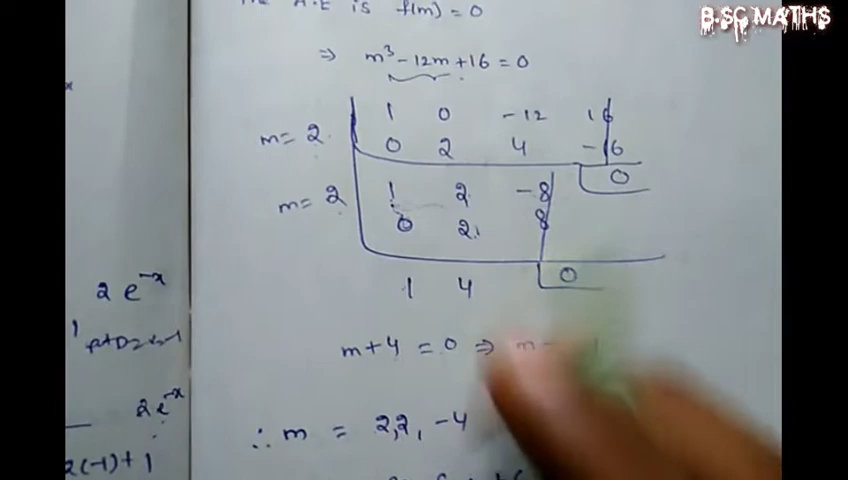 B.SC MATHS
A.E is f(m) = 0
⇒ m³ - 12m + 16 = 0
m = 2 1 0 -12 16
0 2 4 -16
0
m = 2 1 2 -8
0 2 8
1 4 0
m + 4 = 0 ⇒ m
∴ m = 2, 2, -4
2 e⁻ˣ
2e⁻ˣ
2(-1) + 1